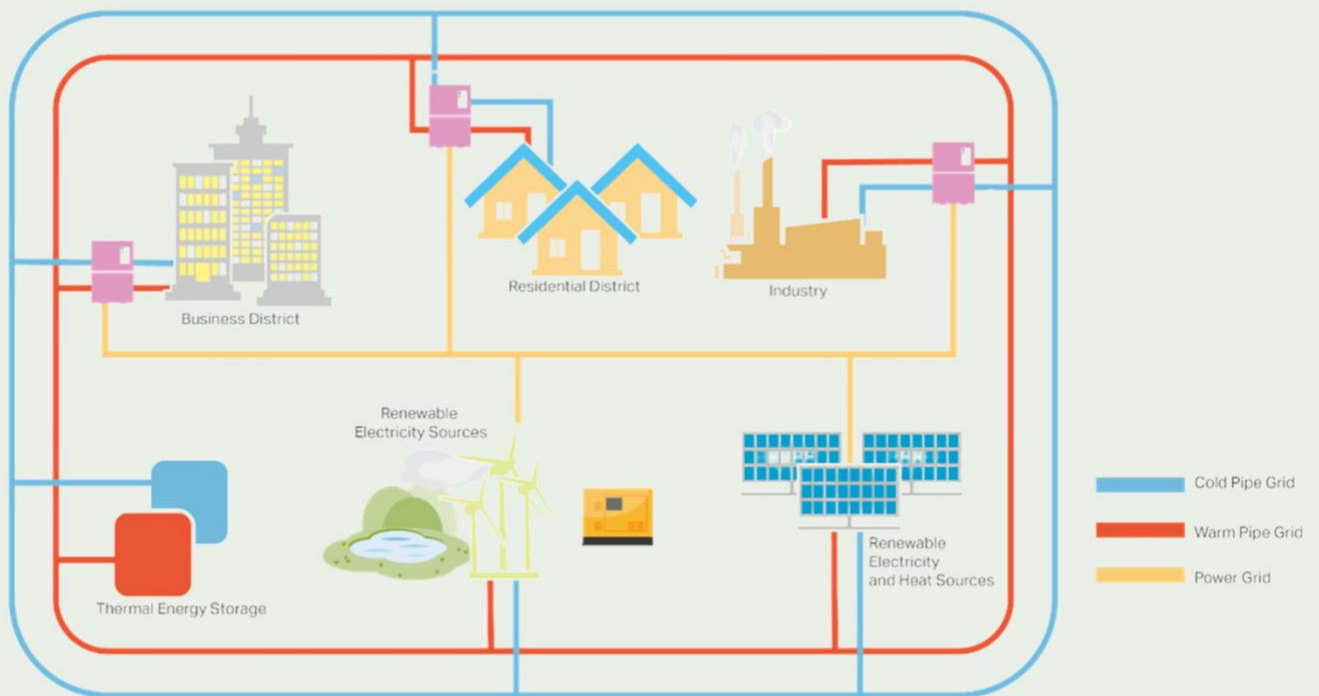 Residential District
Industry
Business District
Renewable
Electricity Sources
Cold Pipe Grid
Warm Pipe Grid
Renewable
Electricity
and Heat Sources
Power Grid
Thermal Energy Storage